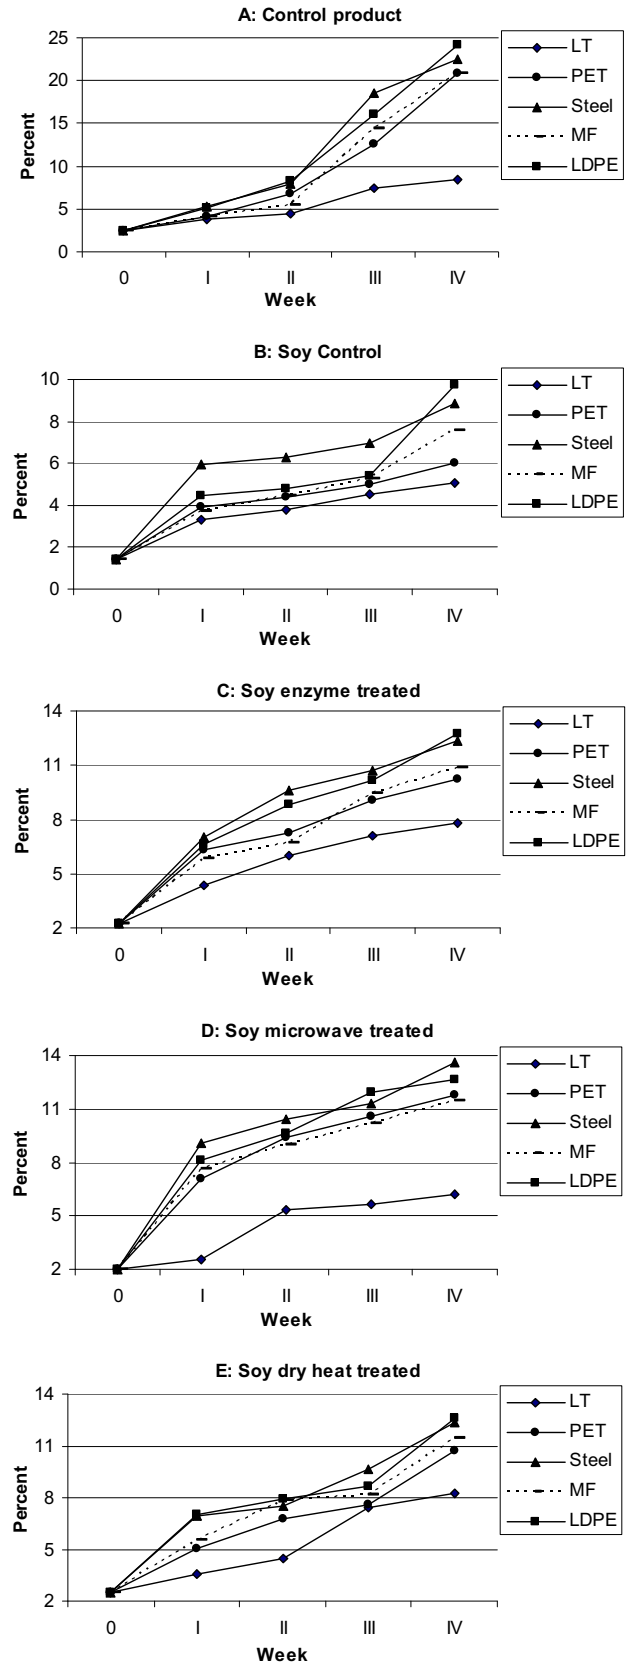 A: Control product
25
20
15
10
5
0
Percent
0 I II III IV
Week
LT
PET
Steel
MF
LDPE
B: Soy Control
10
8
6
4
2
0
Percent
0 I II III IV
Week
LT
PET
Steel
MF
LDPE
C: Soy enzyme treated
14
11
8
5
2
Percent
0 I II III IV
Week
LT
PET
Steel
MF
LDPE
D: Soy microwave treated
14
11
8
5
2
Percent
0 I II III IV
Week
LT
PET
Steel
MF
LDPE
E: Soy dry heat treated
14
11
8
5
2
Percent
0 I II III IV
Week
LT
PET
Steel
MF
LDPE